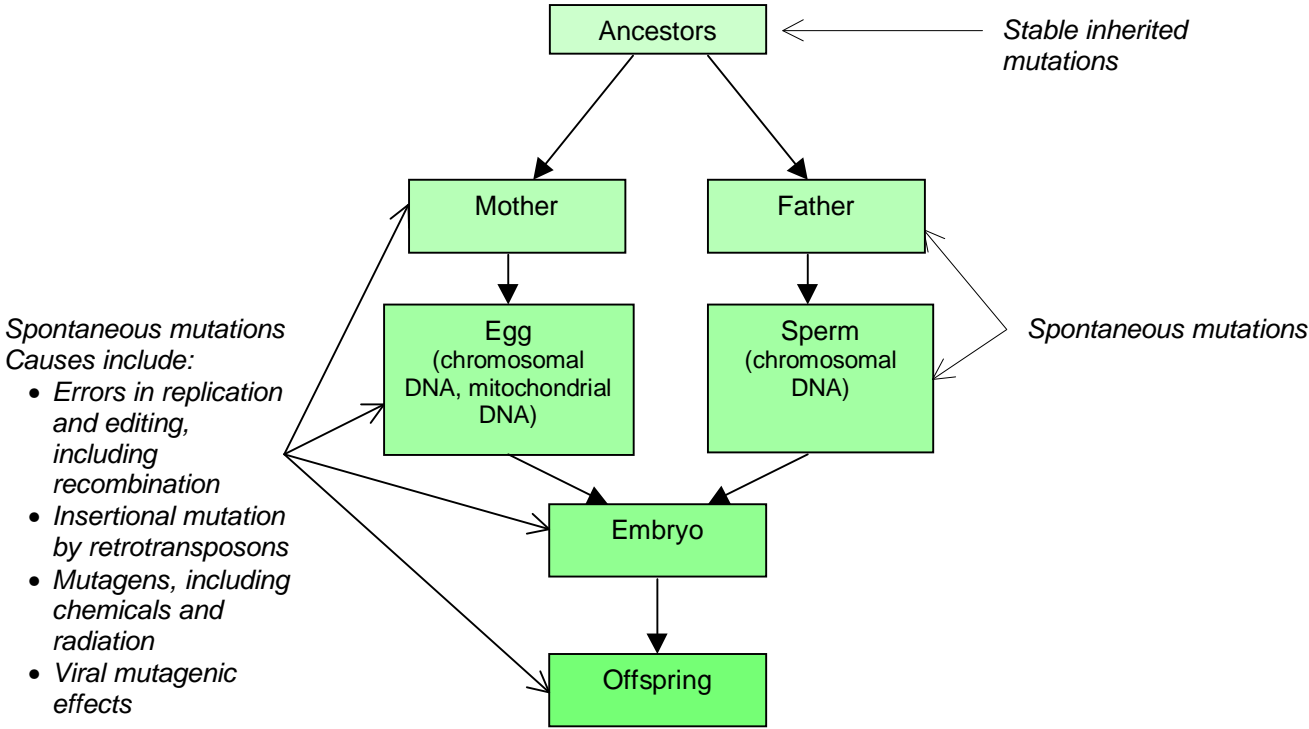 Ancestors
Stable inherited
mutations
Mother
Father
Egg
(chromosomal
DNA, mitochondrial
DNA)
Sperm
(chromosomal
DNA)
Spontaneous mutations
Spontaneous mutations
Causes include:
• Errors in replication
and editing,
including
recombination
• Insertional mutation
by retrotransposons
• Mutagens, including
chemicals and
radiation
• Viral mutagenic
effects
Embryo
Offspring